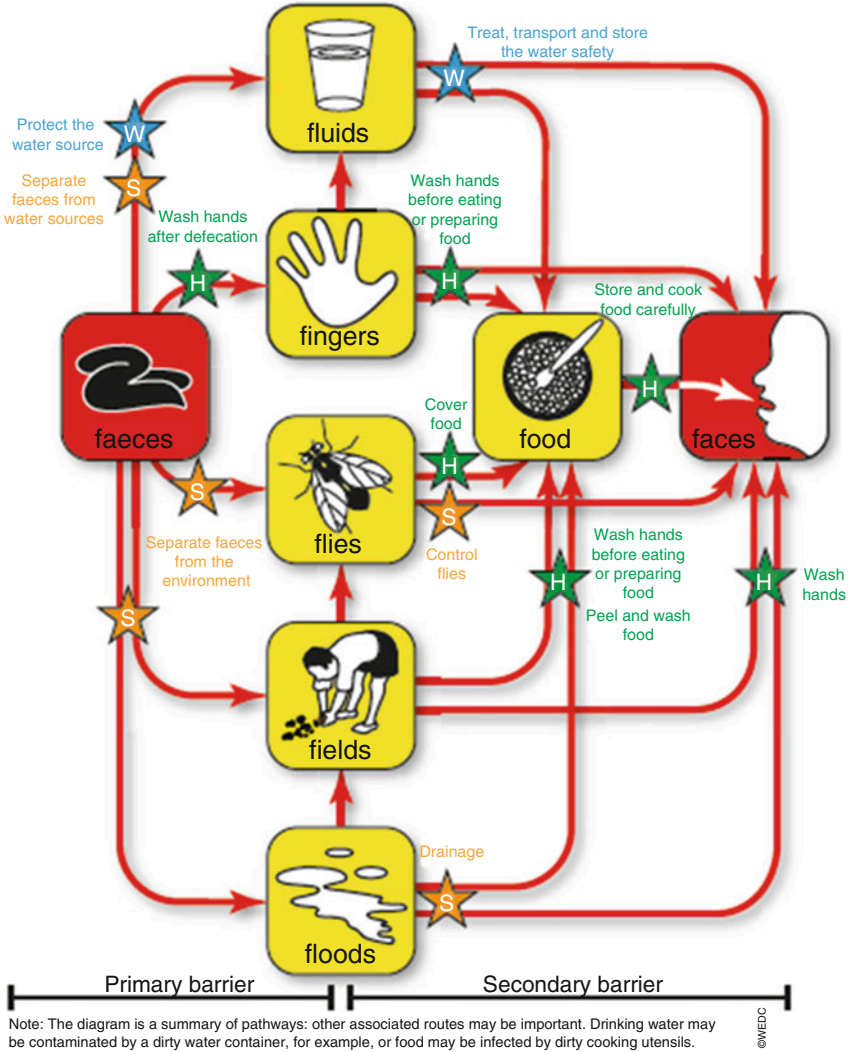 Treat, transport and store
the water safety
W
fluids
Protect the
water source
W
Separate
faeces from
water sources
S
Wash hands
after defecation
H
Wash hands
before eating
or preparing
food
H
fingers
Store and cook
food carefully
H
faeces
food
faces
Cover
food
H
S
flies
S
Control
flies
Separate faeces
from the
environment
S
Wash hands
before eating
or preparing
food
H
Peel and wash
food
H
Wash
hands
fields
Drainage
S
floods
Primary barrier
Secondary barrier
Note: The diagram is a summary of pathways: other associated routes may be important. Drinking water may
be contaminated by a dirty water container, for example, or food may be infected by dirty cooking utensils.
©WEDC